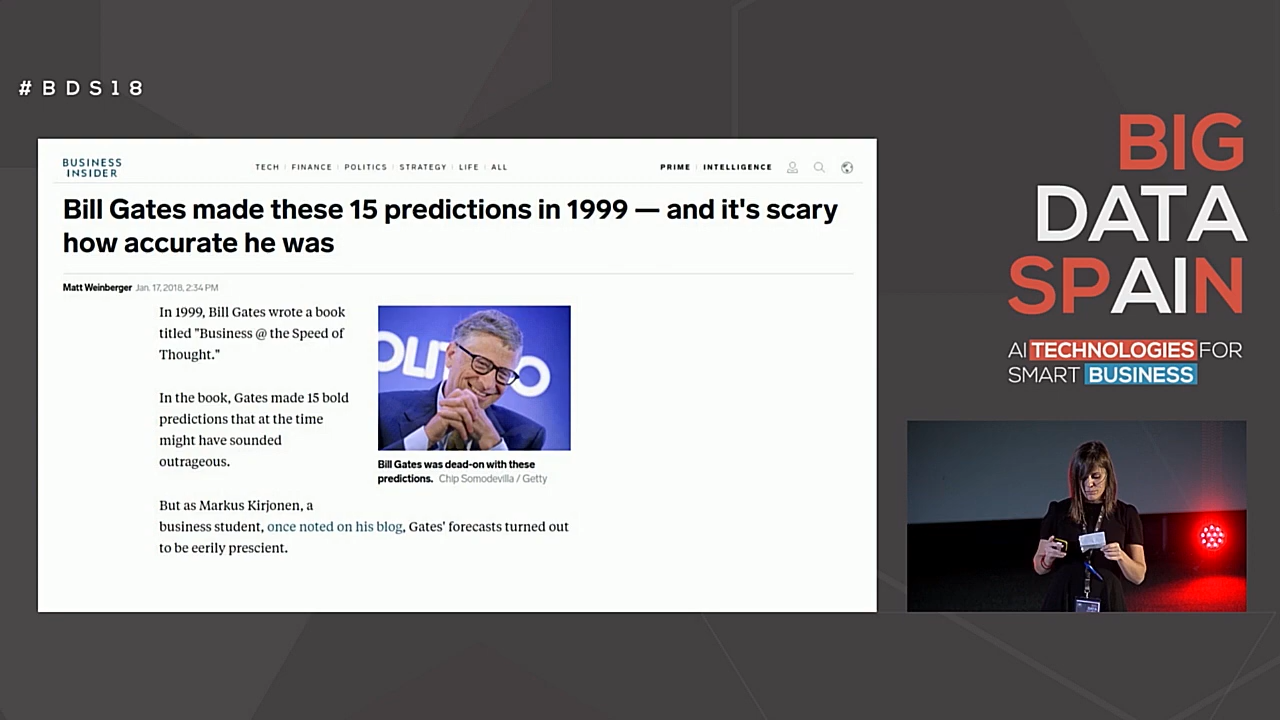 #BDS18
BUSINESS
INSIDER
TECH | FINANCE | POLITICS | STRATEGY | LIFE | ALL
PRIME | INTELLIGENCE
Bill Gates made these 15 predictions in 1999 — and it's scary
how accurate he was
Matt Weinberger Jan. 17, 2018, 2:34 PM
In 1999, Bill Gates wrote a book
titled "Business @ the Speed of
Thought."
In the book, Gates made 15 bold
predictions that at the time
might have sounded
outrageous.
But as Markus Kirjonen, a
business student, once noted on his blog, Gates' forecasts turned out
to be eerily prescient.
Bill Gates was dead-on with these
predictions. Chip Somodevilla / Getty
BIG
DATA
SPAIN
AI TECHNOLOGIES FOR
SMART BUSINESS